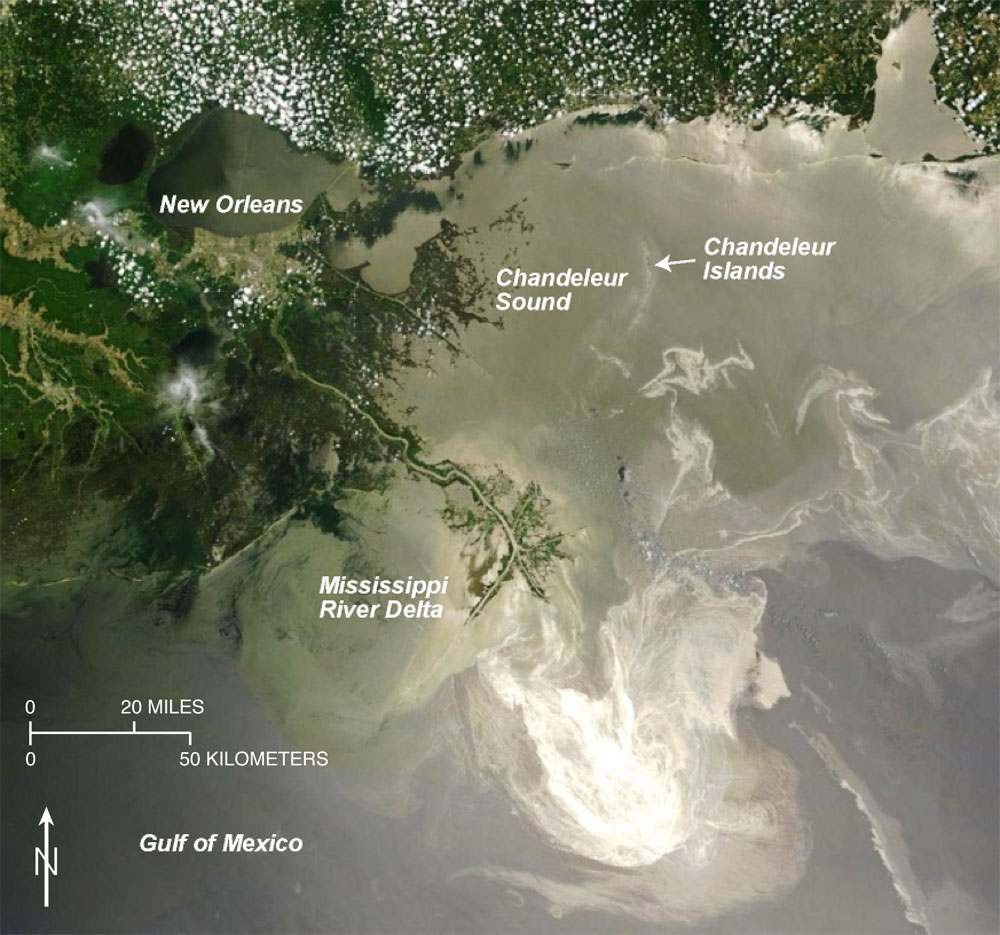 New Orleans
Chandeleur
Sound
Chandeleur
Islands
Mississippi
River Delta
0 20 MILES
0 50 KILOMETERS
N
Gulf of Mexico